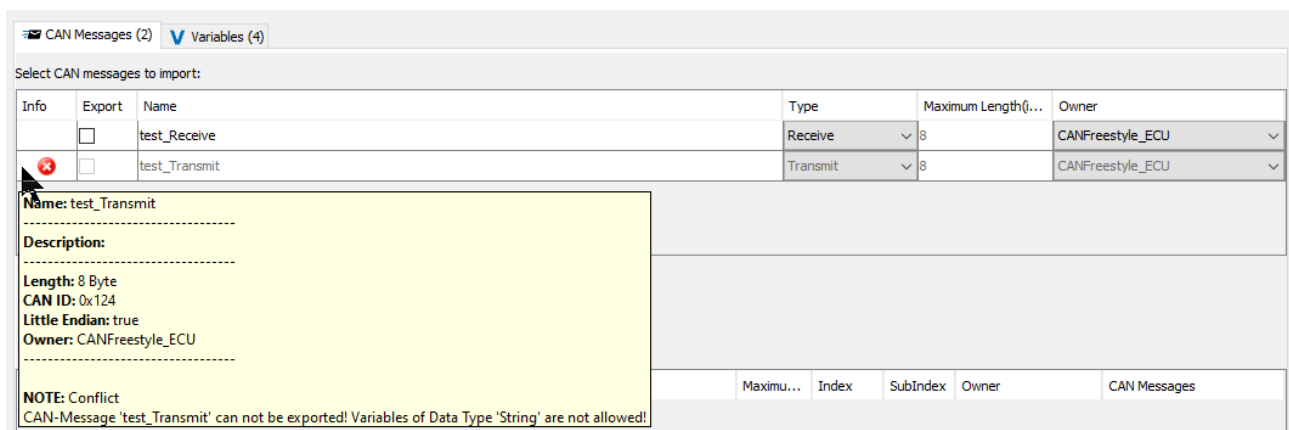 CAN Messages (2) Variables (4)
Select CAN messages to import:
Info Export Name Type Maximum Length(i... Owner
test_Receive Receive 8 CANFreestyle_ECU
test_Transmit Transmit 8 CANFreestyle_ECU
Name: test_Transmit
-----------------------------------
Description:
-----------------------------------
Length: 8 Byte
CAN ID: 0x124
Little Endian: true
Owner: CANFreestyle_ECU
-----------------------------------
Maximu... Index SubIndex Owner CAN Messages
NOTE: Conflict
CAN-Message 'test_Transmit' can not be exported! Variables of Data Type 'String' are not allowed!